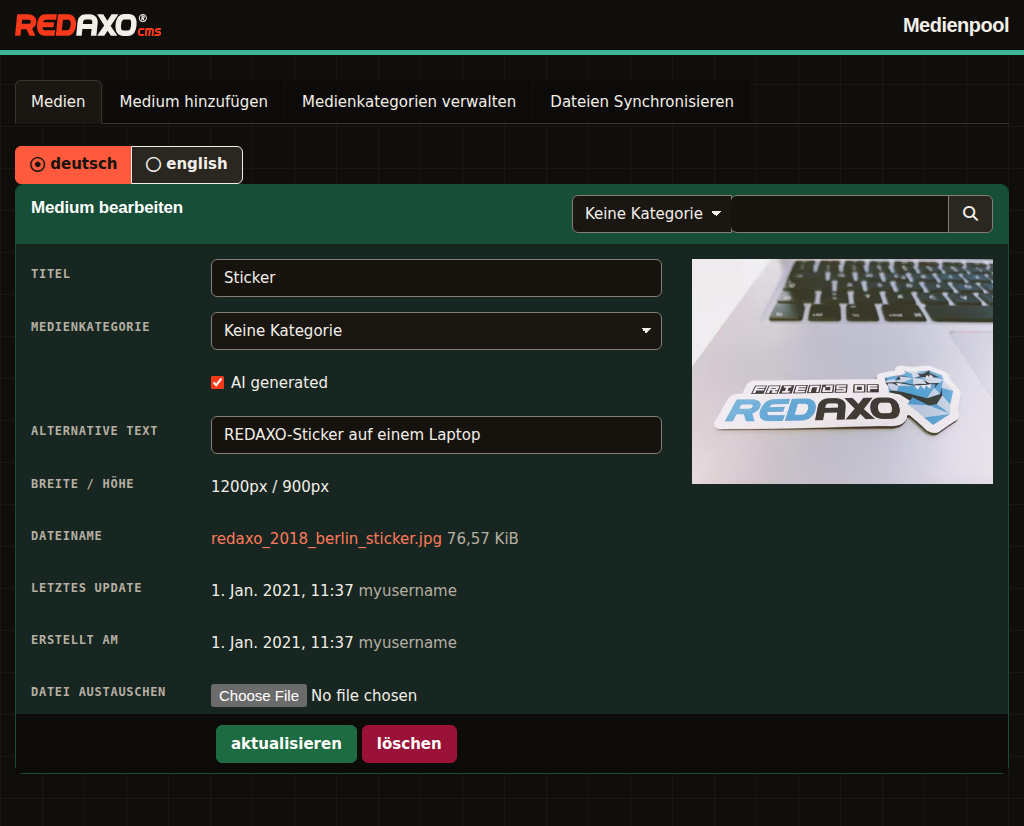 REDAXO® cms
Medienpool
Medien
Medium hinzufügen
Medienkategorien verwalten
Dateien Synchronisieren
deutsch
english
Medium bearbeiten
Keine Kategorie
TITEL
Sticker
MEDIENKATEGORIE
Keine Kategorie
AI generated
ALTERNATIVE TEXT
REDAXO-Sticker auf einem Laptop
FRIENDS OF
REDAXO
BREITE / HÖHE
1200px / 900px
DATEINAME
redaxo_2018_berlin_sticker.jpg 76,57 KiB
LETZTES UPDATE
1. Jan. 2021, 11:37 myusername
ERSTELLT AM
1. Jan. 2021, 11:37 myusername
DATEI AUSTAUSCHEN
Choose File No file chosen
aktualisieren
löschen